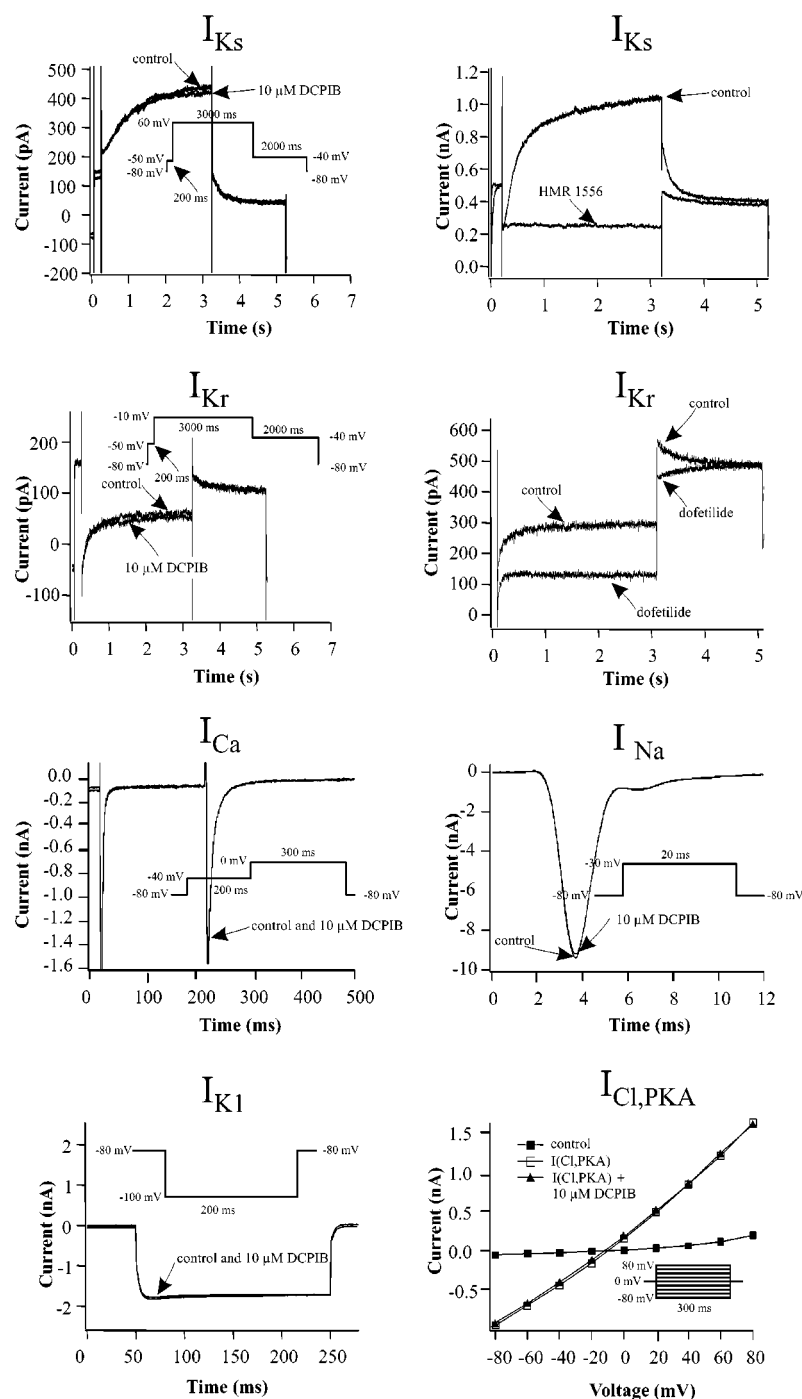 I Ks
control
10 µM DCPIB
60 mV
3000 ms
2000 ms
-50 mV
-80 mV
200 ms
-40 mV
-80 mV
Current (pA)
500
400
300
200
100
0
-100
-200
0 1 2 3 4 5 6 7
Time (s)
I Ks
control
HMR 1556
Current (nA)
1.2
1.0
0.8
0.6
0.4
0.2
0.0
0 1 2 3 4 5
Time (s)
I Kr
-10 mV
3000 ms
2000 ms
-50 mV
-80 mV
200 ms
-40 mV
-80 mV
control
10 µM DCPIB
Current (pA)
200
100
0
-100
0 1 2 3 4 5 6 7
Time (s)
I Kr
control
control
dofetilide
dofetilide
Current (pA)
600
500
400
300
200
100
0
0 1 2 3 4 5
Time (s)
I Ca
0 mV
300 ms
-40 mV
-80 mV
200 ms
-80 mV
control and 10 µM DCPIB
Current (nA)
0.0
-0.2
-0.4
-0.6
-0.8
-1.0
-1.2
-1.4
-1.6
0 100 200 300 400 500
Time (ms)
I Na
-30 mV
20 ms
-80 mV
-80 mV
10 µM DCPIB
control
Current (nA)
0
-2
-4
-6
-8
-10
0 2 4 6 8 10 12
Time (ms)
I K1
-80 mV
-80 mV
-100 mV
200 ms
control and 10 µM DCPIB
Current (nA)
2
1
0
-1
-2
0 50 100 150 200 250
Time (ms)
I Cl,PKA
control
I(Cl,PKA)
I(Cl,PKA) +
10 µM DCPIB
80 mV
0 mV
-80 mV
300 ms
Current (nA)
1.5
1.0
0.5
0.0
-0.5
-80 -60 -40 -20 0 20 40 60 80
Voltage (mV)